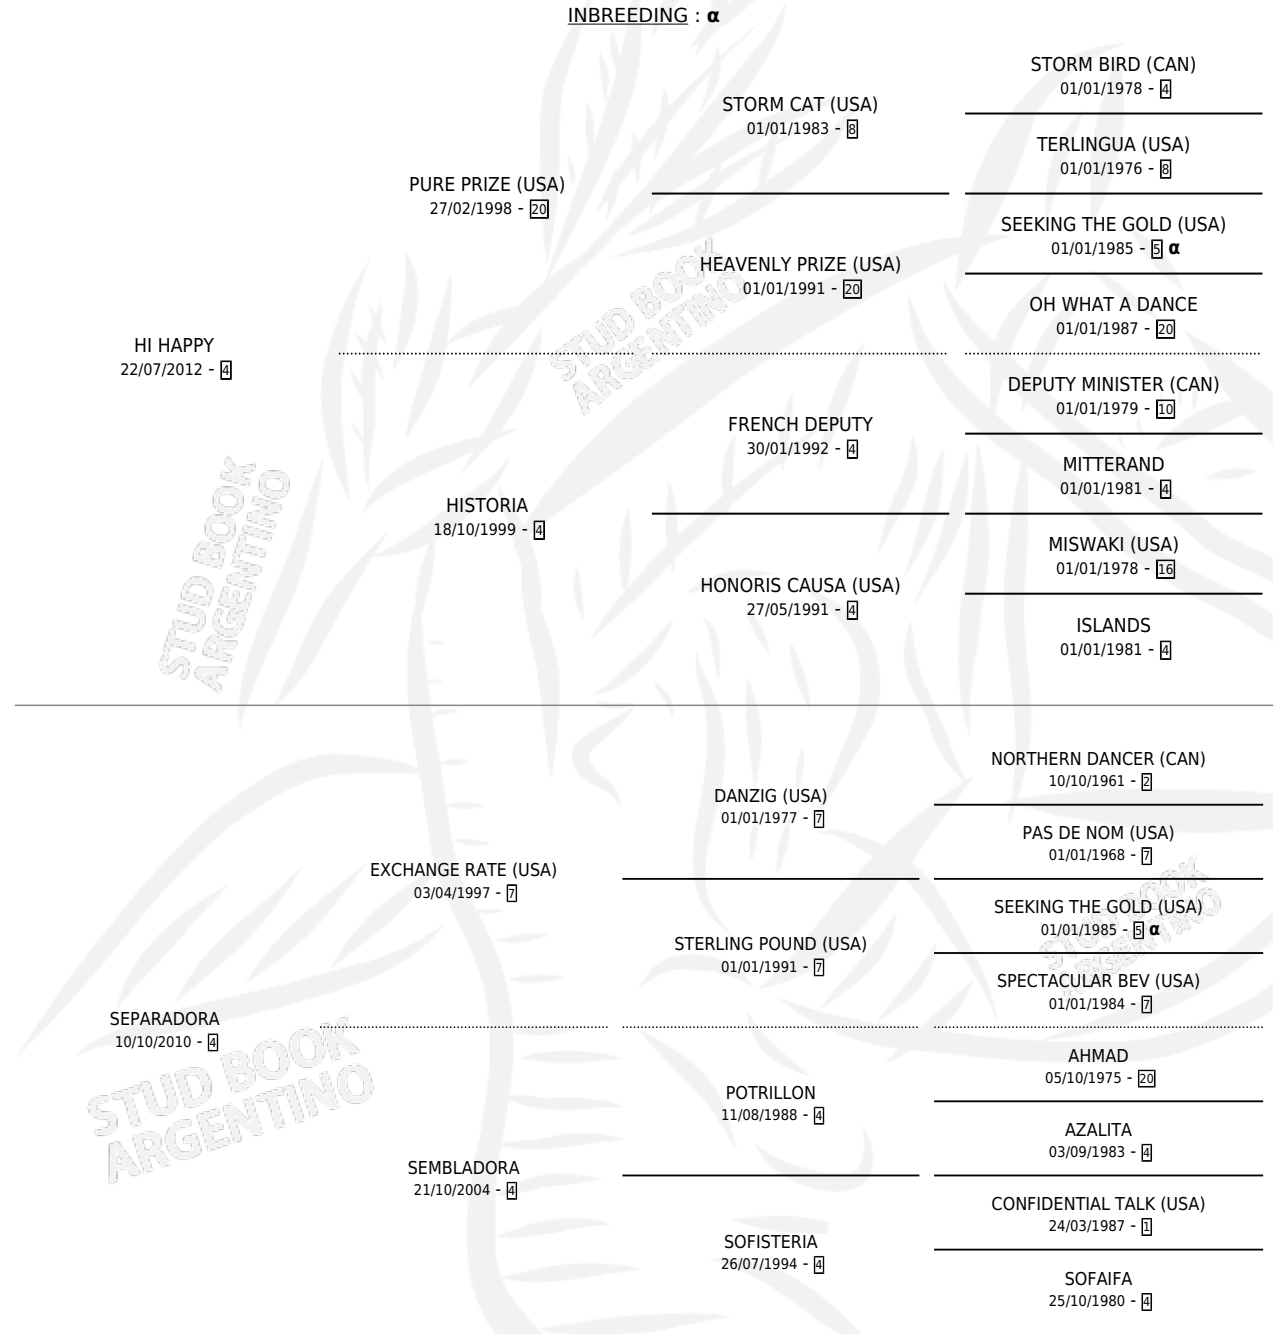 INBREEDING : α
STORM BIRD (CAN)
01/01/1978 - 4
STORM CAT (USA)
01/01/1983 - 8
TERLINGUA (USA)
01/01/1976 - 8
PURE PRIZE (USA)
27/02/1998 - 20
SEEKING THE GOLD (USA)
01/01/1985 - 5 α
HEAVENLY PRIZE (USA)
01/01/1991 - 20
OH WHAT A DANCE
01/01/1987 - 20
HI HAPPY
22/07/2012 - 4
DEPUTY MINISTER (CAN)
01/01/1979 - 10
FRENCH DEPUTY
30/01/1992 - 4
MITTERAND
01/01/1981 - 4
HISTORIA
18/10/1999 - 4
MISWAKI (USA)
01/01/1978 - 16
HONORIS CAUSA (USA)
27/05/1991 - 4
ISLANDS
01/01/1981 - 4
STUD BOOK
ARGENTINO
STUD BOOK
ARGENTINO
NORTHERN DANCER (CAN)
10/10/1961 - 2
DANZIG (USA)
01/01/1977 - 7
PAS DE NOM (USA)
01/01/1968 - 7
EXCHANGE RATE (USA)
03/04/1997 - 7
SEEKING THE GOLD (USA)
01/01/1985 - 5 α
STERLING POUND (USA)
01/01/1991 - 7
SPECTACULAR BEV (USA)
01/01/1984 - 7
SEPARADORA
10/10/2010 - 4
AHMAD
05/10/1975 - 20
POTRILLON
11/08/1988 - 4
AZALITA
03/09/1983 - 4
SEMBLADORA
21/10/2004 - 4
CONFIDENTIAL TALK (USA)
24/03/1987 - 1
SOFISTERIA
26/07/1994 - 4
SOFAIFA
25/10/1980 - 4
STUD BOOK
ARGENTINO
STUD BOOK
ARGENTINO